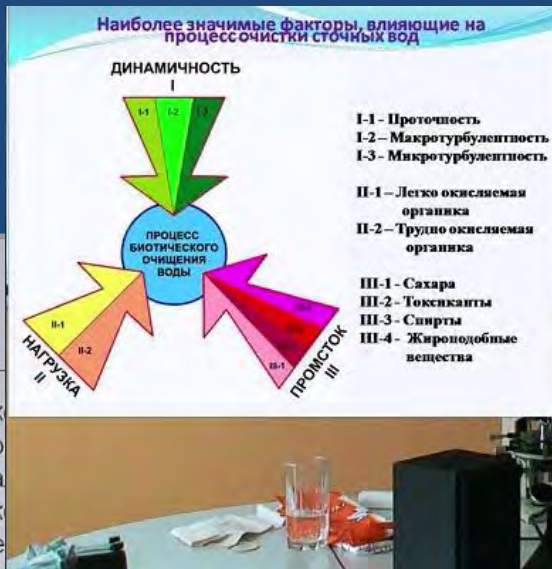 Наиболее значимые факторы, влияющие на
процесс очистки сточных вод
ДИНАМИЧНОСТЬ
I
I-1
I-2
I-3
ПРОЦЕСС
БИОТИЧЕСКОГО
ОЧИЩЕНИЯ
ВОДЫ
II-1
II-2
НАГРУЗКА
II
III-1
ПРОМСТОК
III
I-1 - Проточность
I-2 – Макротурбулентность
I-3 - Микротурбулентность
II-1 – Легко окисляемая
органика
II-2 – Трудно окисляемая
органика
III-1 - Сахара
III-2 - Токсиканты
III-3 - Спирты
III-4 - Жироподобные
вещества